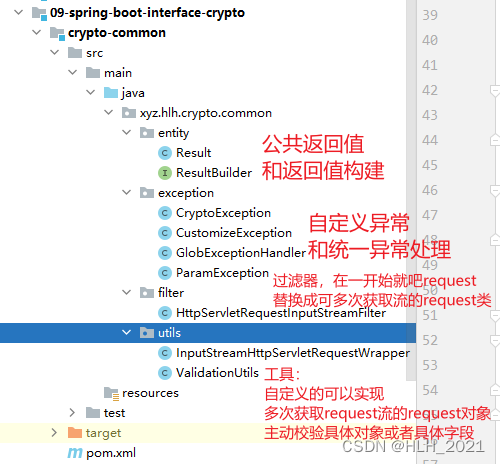 09-spring-boot-interface-crypto
crypto-common
src
main
java
xyz.hlh.crypto.common
entity
Result
ResultBuilder
公共返回值
和返回值构建
exception
CryptoException
CustomizeException
GlobExceptionHandler
ParamException
自定义异常
和统一异常处理
filter
HttpServletRequestInputStreamFilter
过滤器，在一开始就吧request
替换成可多次获取流的request类
utils
InputStreamHttpServletRequestWrapper
ValidationUtils
工具：
自定义的可以实现
多次获取request流的request对象
主动校验具体对象或者具体字段
resources
test
target
pom.xml
39
40
41
42
43
44
45
46
47
48
49
50
51
52
53
54
55
56
57
CSDN @HLH_2021